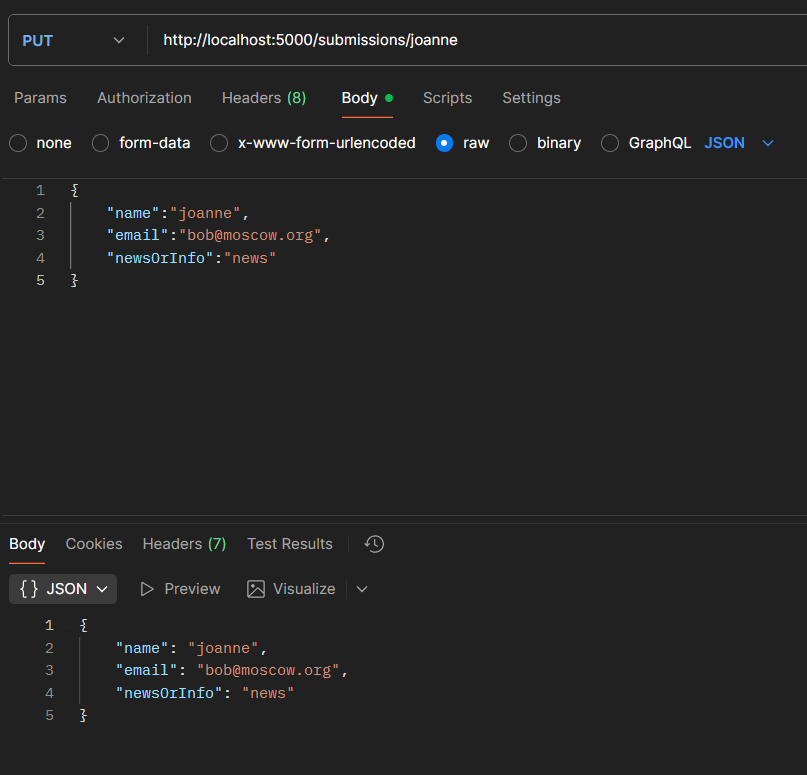 PUT http://localhost:5000/submissions/joanne
Params Authorization Headers (8) Body Scripts Settings
none form-data x-www-form-urlencoded raw binary GraphQL JSON
1 {
2 "name":"joanne",
3 "email":"bob@moscow.org",
4 "newsOrInfo":"news"
5 }
Body Cookies Headers (7) Test Results
{} JSON Preview Visualize
1 {
2 "name": "joanne",
3 "email": "bob@moscow.org",
4 "newsOrInfo": "news"
5 }